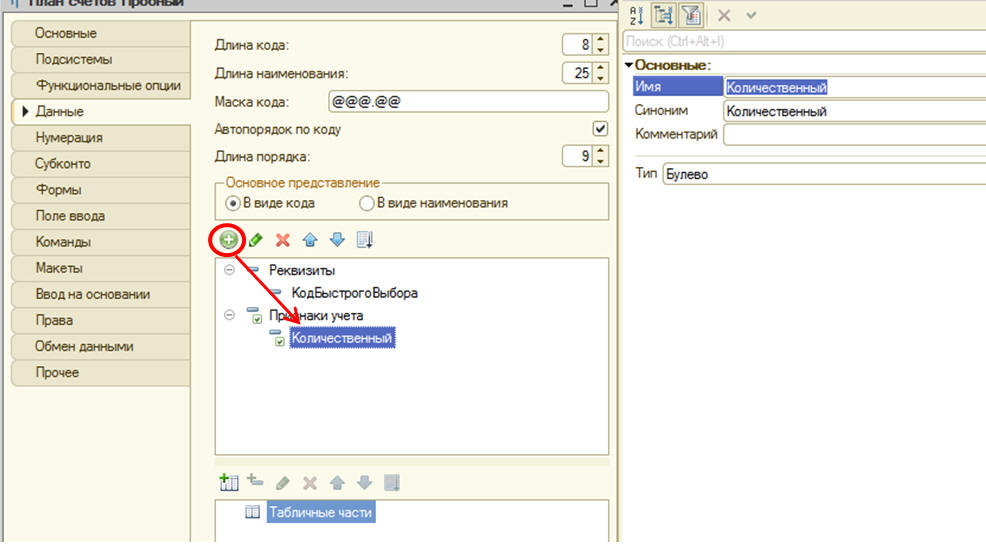 План счетов Пробный
Основные
Подсистемы
Функциональные опции
Данные
Нумерация
Субконто
Формы
Поле ввода
Команды
Макеты
Ввод на основании
Права
Обмен данными
Прочее
Длина кода: 8
Длина наименования: 25
Маска кода: @@@.@@
Автопорядок по коду
Длина порядка: 9
Основное представление
В виде кода В виде наименования
Реквизиты
КодБыстрогоВыбора
Признаки учета
Количественный
Табличные части
Поиск (Ctrl+Alt+I)
Основные:
Имя Количественный
Синоним Количественный
Комментарий
Тип Булево